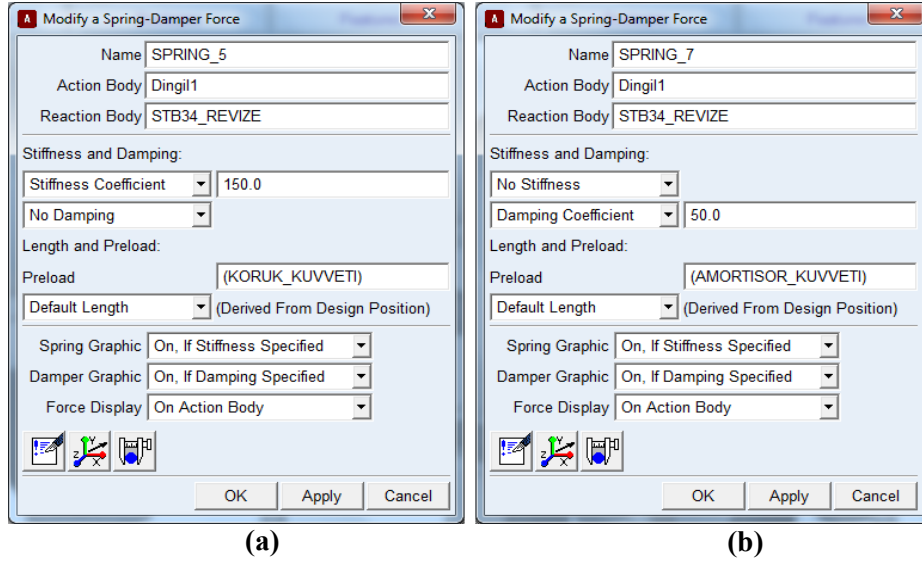 Modify a Spring-Damper Force
Name SPRING_5
Action Body Dingil1
Reaction Body STB34_REVIZE
Stiffness and Damping:
Stiffness Coefficient 150.0
No Damping
Length and Preload:
Preload (KORUK_KUVVETI)
Default Length (Derived From Design Position)
Spring Graphic On, If Stiffness Specified
Damper Graphic On, If Damping Specified
Force Display On Action Body
OK Apply Cancel
(a)
Modify a Spring-Damper Force
Name SPRING_7
Action Body Dingil1
Reaction Body STB34_REVIZE
Stiffness and Damping:
No Stiffness
Damping Coefficient 50.0
Length and Preload:
Preload (AMORTISOR_KUVVETI)
Default Length (Derived From Design Position)
Spring Graphic On, If Stiffness Specified
Damper Graphic On, If Damping Specified
Force Display On Action Body
OK Apply Cancel
(b)